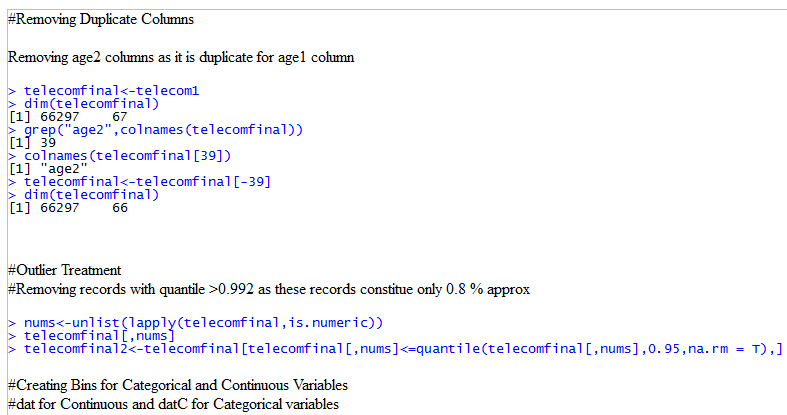 #Removing Duplicate Columns
Removing age2 columns as it is duplicate for age1 column
> telecomfinal<-telecom1
> dim(telecomfinal)
[1] 66297    67
> grep("age2",colnames(telecomfinal))
[1] 39
> colnames(telecomfinal[39])
[1] "age2"
> telecomfinal<-telecomfinal[-39]
> dim(telecomfinal)
[1] 66297    66
#Outlier Treatment
#Removing records with quantile >0.992 as these records constitue only 0.8 % approx
> nums<-unlist(lapply(telecomfinal,is.numeric))
> telecomfinal[,nums]
> telecomfinal2<-telecomfinal[telecomfinal[,nums]<=quantile(telecomfinal[,nums],0.95,na.rm = T),]
#Creating Bins for Categorical and Continuous Variables
#dat for Continuous and datC for Categorical variables